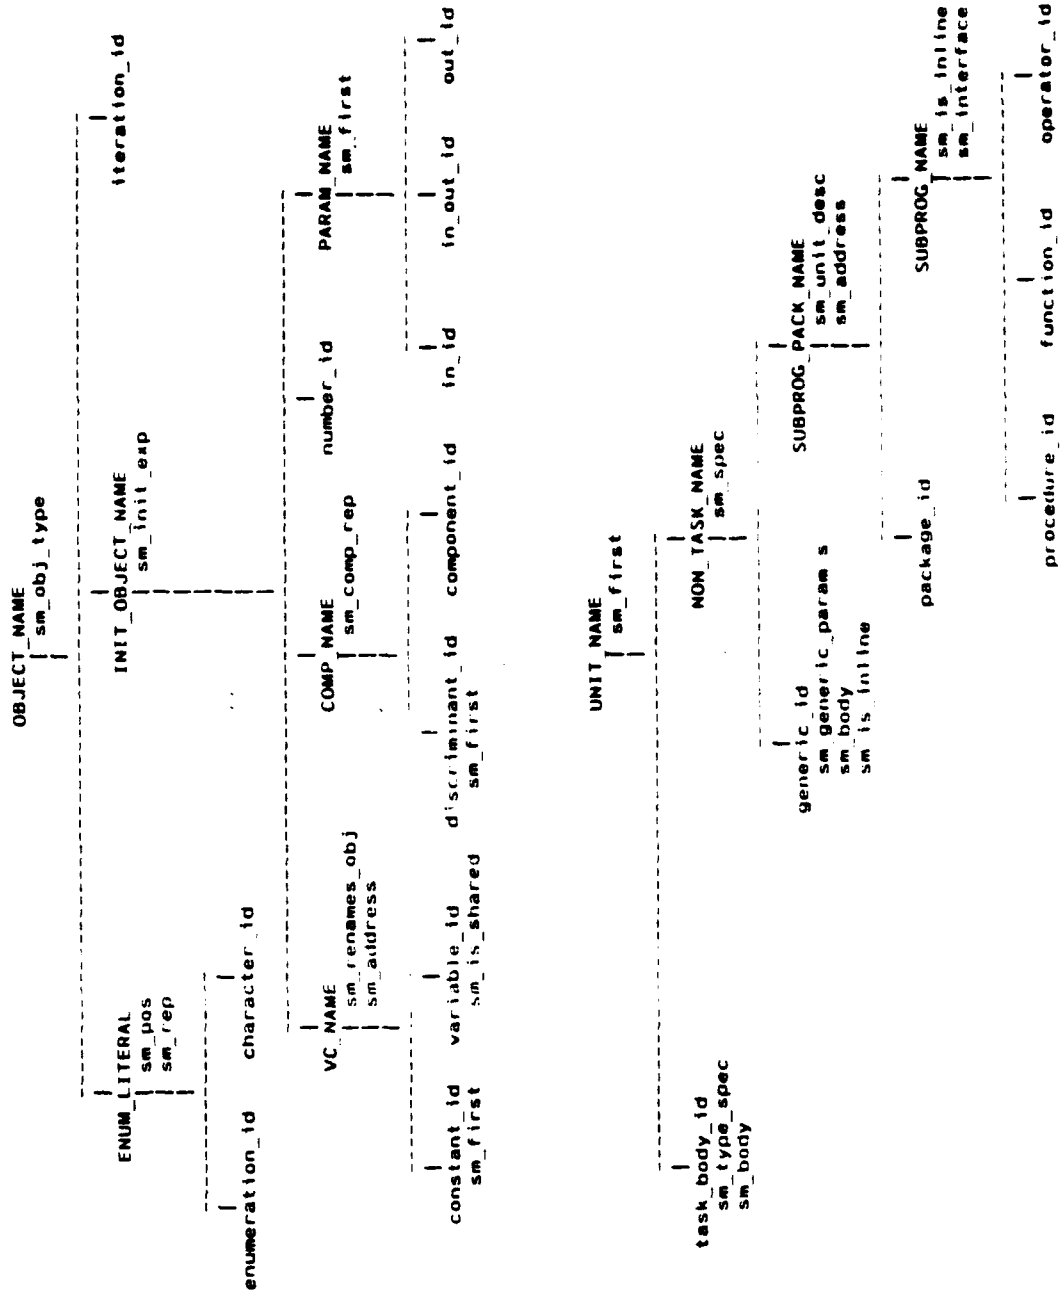 OBJECT_NAME
sm_obj_type
ENUM_LITERAL
sm_pos
sm_rep
INIT_OBJECT_NAME
sm_init_exp
iteration_id
enumeration_id
character_id
VC_NAME
sm_renames_obj
sm_address
COMP_NAME
sm_comp_rep
number_id
PARAM_NAME
sm_first
constant_id
sm_first
variable_id
sm_is_shared
discriminant_id
sm_first
component_id
in_id
in_out_id
out_id
UNIT_NAME
sm_first
task_body_id
sm_type_spec
sm_body
NON_TASK_NAME
sm_spec
generic_id
sm_generic_param s
sm_body
sm_is_inline
SUBPROG_PACK_NAME
sm_unit_desc
sm_address
package_id
SUBPROG_NAME
sm_is_inline
sm_interface
procedure_id
function_id
operator_id